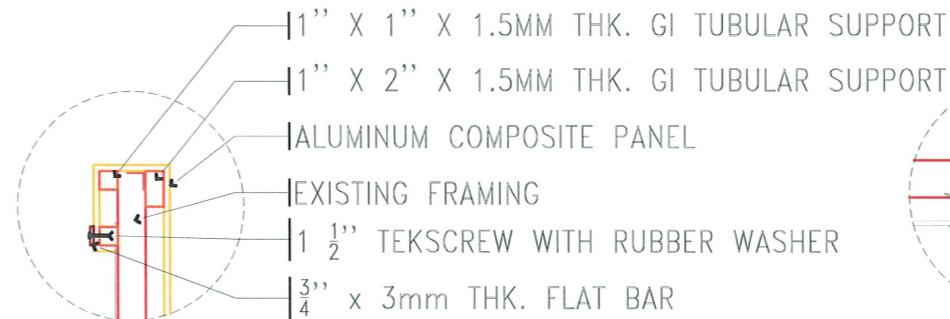 1'' X 1'' X 1.5MM THK. GI TUBULAR SUPPORT
1'' X 2'' X 1.5MM THK. GI TUBULAR SUPPORT
ALUMINUM COMPOSITE PANEL
EXISTING FRAMING
1 1/2'' TEKSCREW WITH RUBBER WASHER
3/4'' x 3mm THK. FLAT BAR